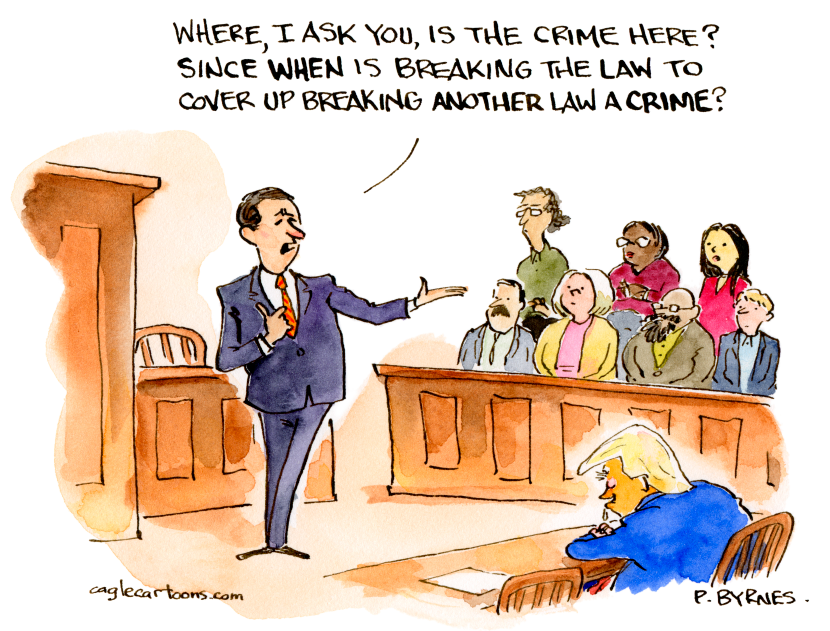 WHERE, I ASK YOU, IS THE CRIME HERE?
SINCE WHEN IS BREAKING THE LAW TO
COVER UP BREAKING ANOTHER LAW A CRIME?
caglecartoons.com
P. BYRNES.